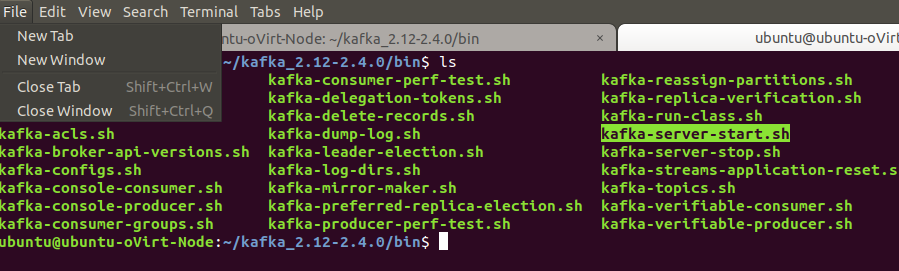 File Edit View Search Terminal Tabs Help
buntu-oVirt-Node: ~/kafka_2.12-2.4.0/bin × ubuntu@ubuntu-oVirt
New Tab
New Window
Close Tab Shift+Ctrl+W
Close Window Shift+Ctrl+Q
~/kafka_2.12-2.4.0/bin$ ls
kafka-consumer-perf-test.sh kafka-reassign-partitions.sh
kafka-delegation-tokens.sh kafka-replica-verification.sh
kafka-delete-records.sh kafka-run-class.sh
kafka-acls.sh kafka-dump-log.sh kafka-server-start.sh
kafka-broker-api-versions.sh kafka-leader-election.sh kafka-server-stop.sh
kafka-configs.sh kafka-log-dirs.sh kafka-streams-application-reset.s
kafka-console-consumer.sh kafka-mirror-maker.sh kafka-topics.sh
kafka-console-producer.sh kafka-preferred-replica-election.sh kafka-verifiable-consumer.sh
kafka-consumer-groups.sh kafka-producer-perf-test.sh kafka-verifiable-producer.sh
ubuntu@ubuntu-oVirt-Node:~/kafka_2.12-2.4.0/bin$